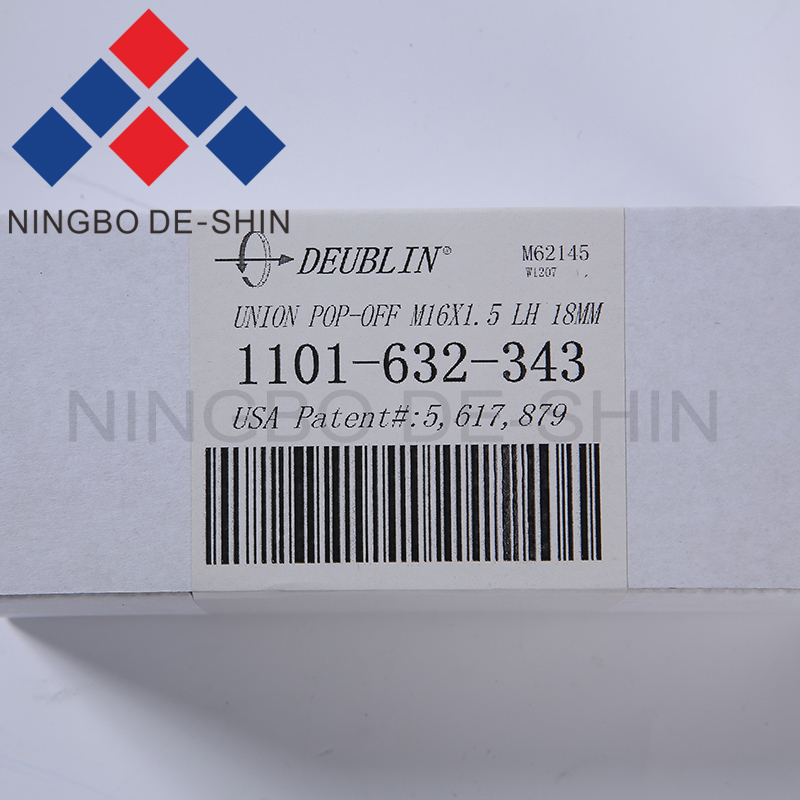 NINGBO DE-SHIN
DEUBLIN®
M62145
W1207
UNION POP-OFF M16X1.5 LH 18MM
1101-632-343
NINGBO DE-SHIN
USA Patent#:5,617,879